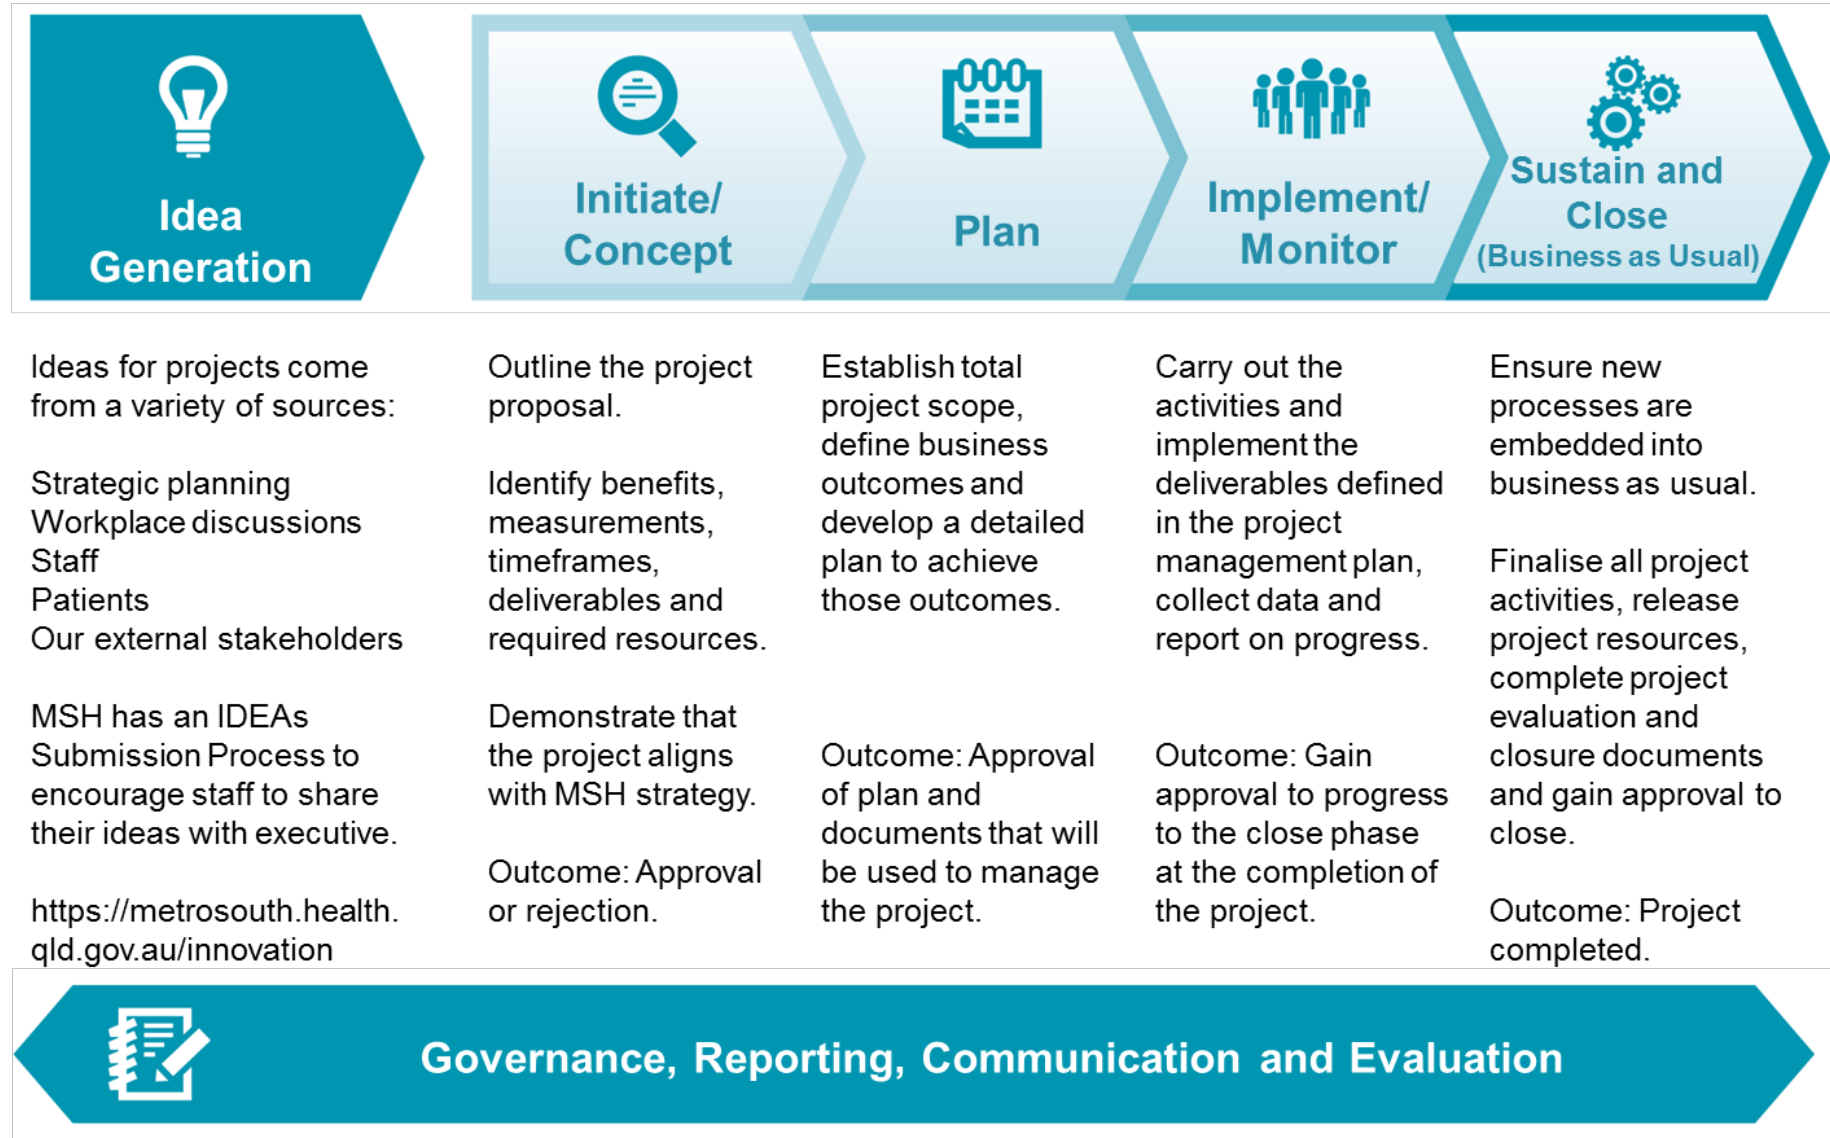 Idea
Generation
Initiate/
Concept
Plan
Implement/
Monitor
Sustain and
Close
(Business as Usual)
Ideas for projects come
from a variety of sources:
Strategic planning
Workplace discussions
Staff
Patients
Our external stakeholders
MSH has an IDEAs
Submission Process to
encourage staff to share
their ideas with executive.
https://metrosouth.health.
qld.gov.au/innovation
Outline the project
proposal.
Identify benefits,
measurements,
timeframes,
deliverables and
required resources.
Demonstrate that
the project aligns
with MSH strategy.
Outcome: Approval
or rejection.
Establish total
project scope,
define business
outcomes and
develop a detailed
plan to achieve
those outcomes.
Outcome: Approval
of plan and
documents that will
be used to manage
the project.
Carry out the
activities and
implement the
deliverables defined
in the project
management plan,
collect data and
report on progress.
Outcome: Gain
approval to progress
to the close phase
at the completion of
the project.
Ensure new
processes are
embedded into
business as usual.
Finalise all project
activities, release
project resources,
complete project
evaluation and
closure documents
and gain approval to
close.
Outcome: Project
completed.
Governance, Reporting, Communication and Evaluation